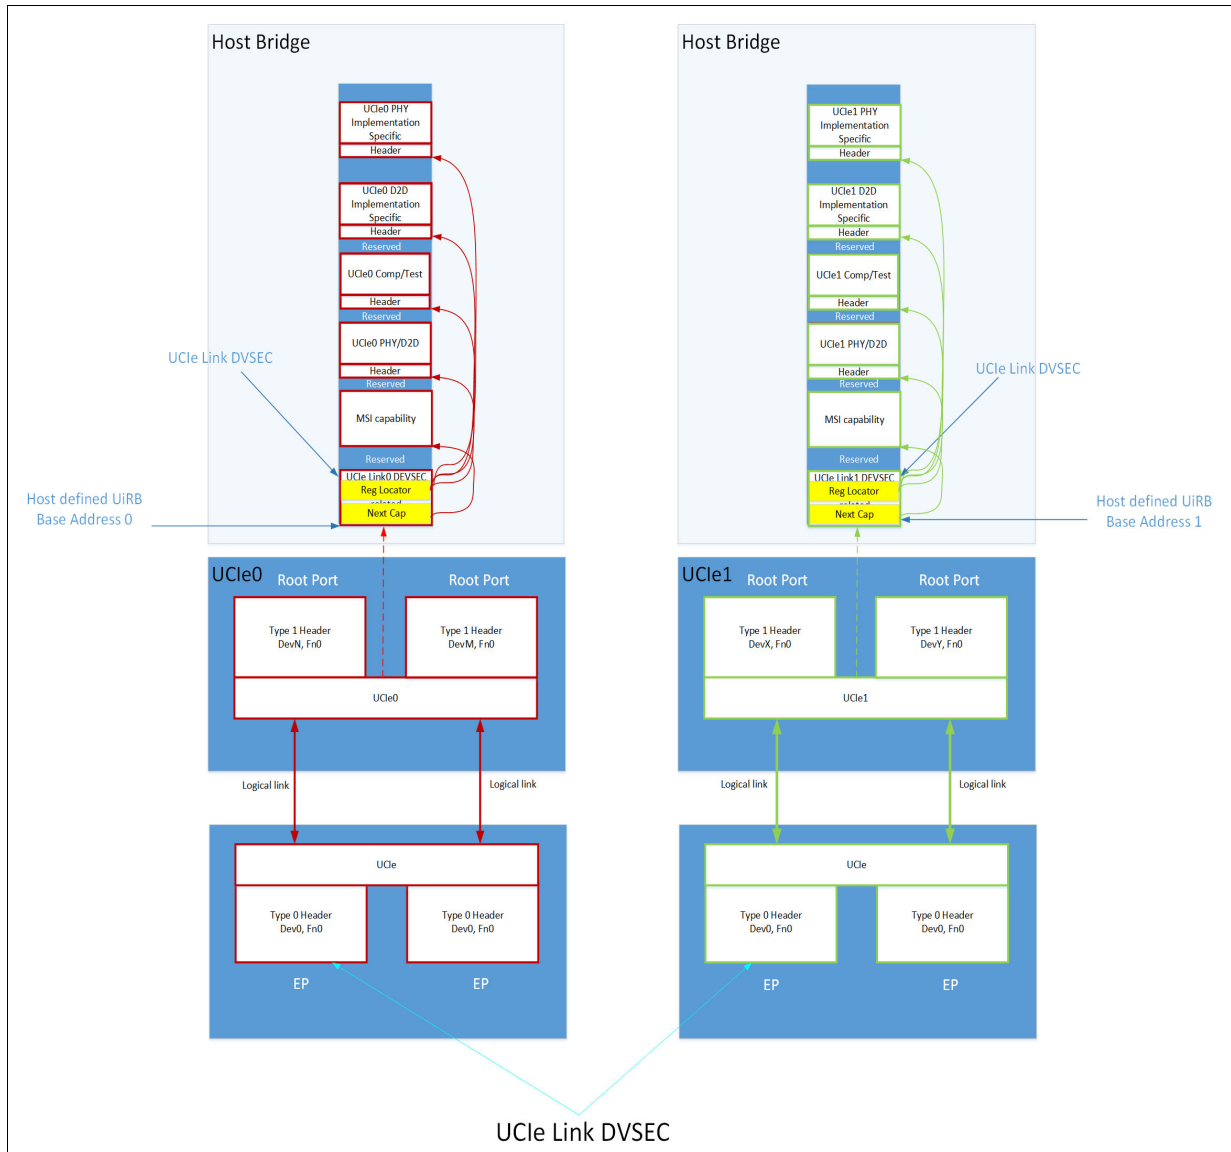 Host Bridge
UCIe0 PHY
Implementation
Specific
Header
UCIe0 D2D
Implementation
Specific
Header
Reserved
UCIe0 Comp/Test
Header
Reserved
UCIe0 PHY/D2D
Header
Reserved
MSI capability
Reserved
UCIe Link0 DEVSEC
Reg Locator
Next Cap
UCIe Link DVSEC
Host defined UiRB
Base Address 0
Host Bridge
UCIe1 PHY
Implementation
Specific
Header
UCIe1 D2D
Implementation
Specific
Header
Reserved
UCIe1 Comp/Test
Header
Reserved
UCIe1 PHY/D2D
Header
Reserved
MSI capability
Reserved
UCIe Link1 DEVSEC
Reg Locator
Next Cap
UCIe Link DVSEC
Host defined UiRB
Base Address 1
UCIe0
Root Port
Root Port
Type 1 Header
DevN, Fn0
Type 1 Header
DevM, Fn0
UCIe0
Logical link
Logical link
UCIe
Type 0 Header
Dev0, Fn0
Type 0 Header
Dev0, Fn0
EP
EP
UCIe1
Root Port
Root Port
Type 1 Header
DevX, Fn0
Type 1 Header
DevY, Fn0
UCIe1
Logical link
Logical link
UCIe
Type 0 Header
Dev0, Fn0
Type 0 Header
Dev0, Fn0
EP
EP
UCIe Link DVSEC